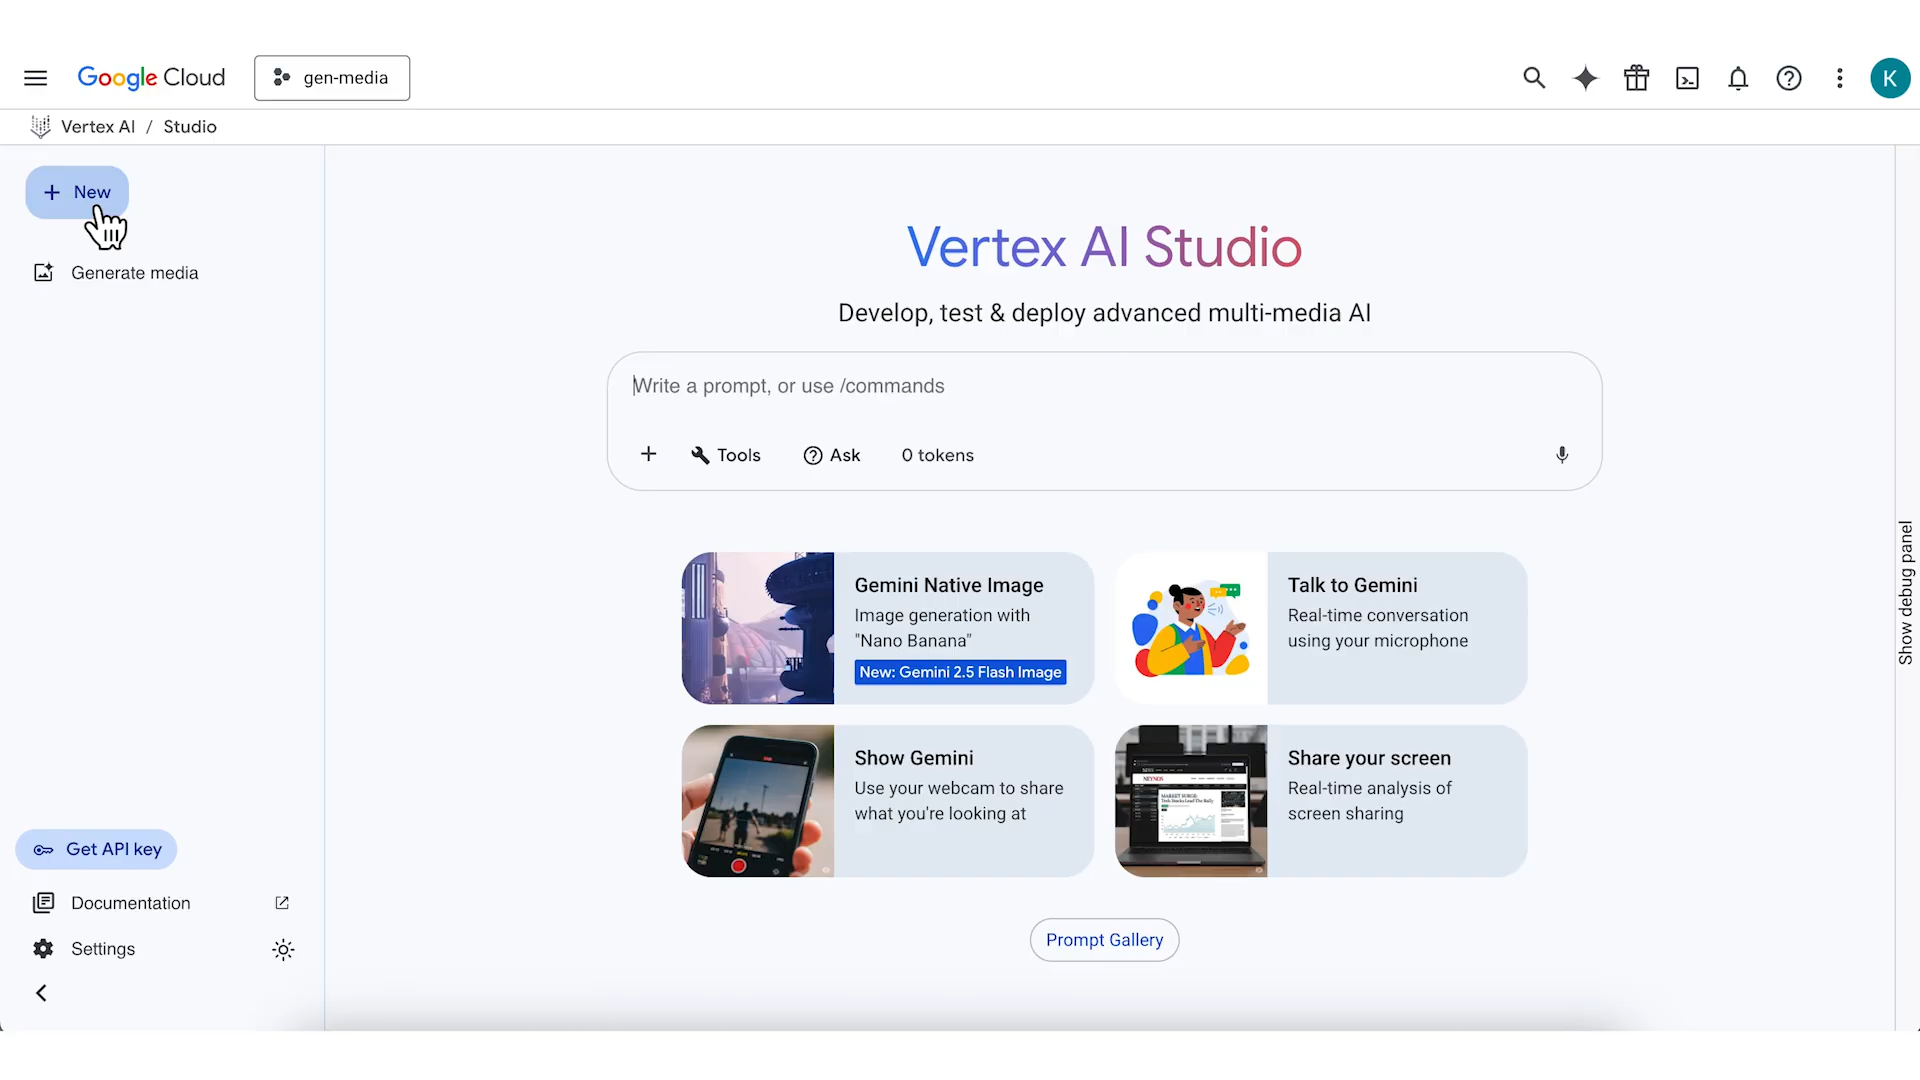 Google Cloud
gen-media
K
Vertex AI / Studio
New
Generate media
Vertex AI Studio
Develop, test & deploy advanced multi-media AI
Write a prompt, or use /commands
Tools
Ask
0 tokens
Gemini Native Image
Image generation with
"Nano Banana"
New: Gemini 2.5 Flash Image
Talk to Gemini
Real-time conversation
using your microphone
Show Gemini
Use your webcam to share
what you're looking at
Share your screen
Real-time analysis of
screen sharing
Show debug panel
Get API key
Documentation
Settings
Prompt Gallery